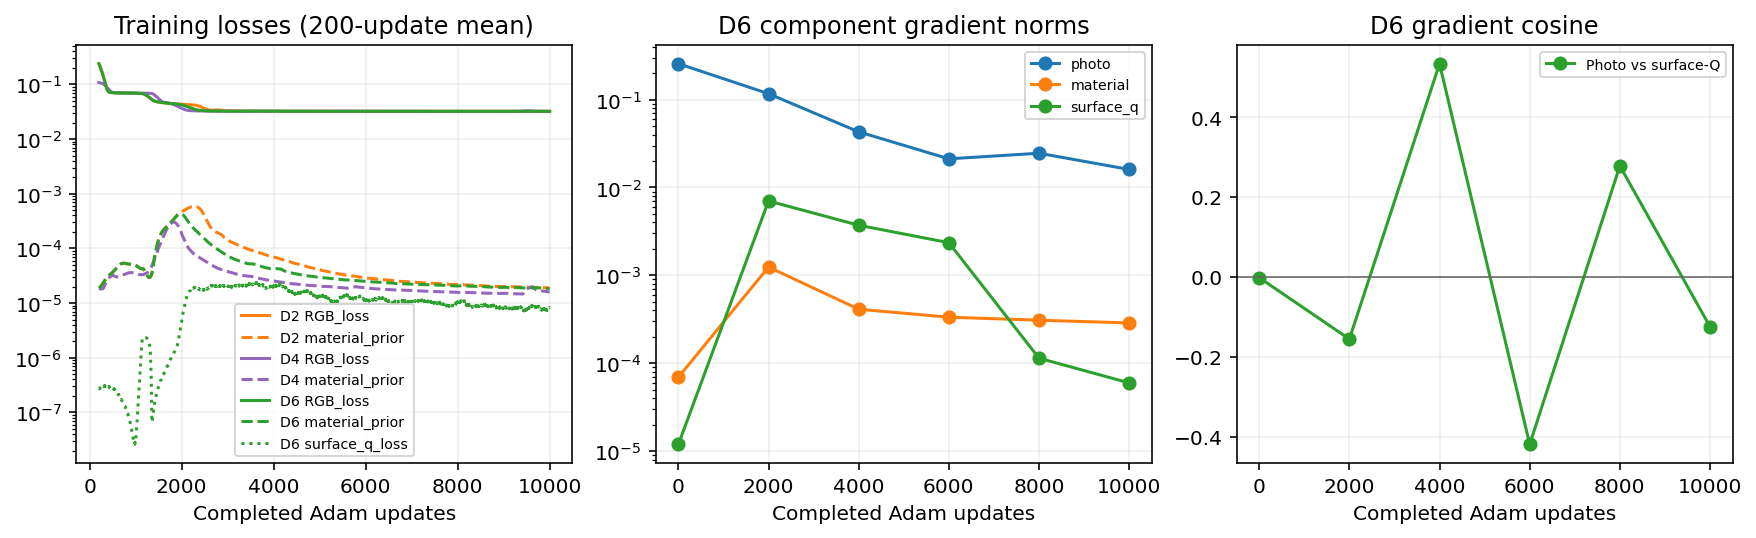 Training losses (200-update mean)
10⁻¹
10⁻²
10⁻³
10⁻⁴
10⁻⁵
10⁻⁶
10⁻⁷
D2 RGB_loss
D2 material_prior
D4 RGB_loss
D4 material_prior
D6 RGB_loss
D6 material_prior
D6 surface_q_loss
0 2000 4000 6000 8000 10000
Completed Adam updates
D6 component gradient norms
photo
material
surface_q
10⁻¹
10⁻²
10⁻³
10⁻⁴
10⁻⁵
0 2000 4000 6000 8000 10000
Completed Adam updates
D6 gradient cosine
Photo vs surface-Q
0.4
0.2
0.0
−0.2
−0.4
0 2000 4000 6000 8000 10000
Completed Adam updates